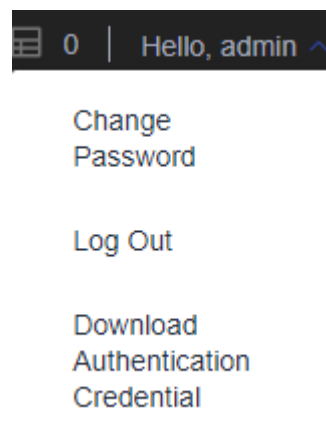 0 | Hello, admin
Change
Password
Log Out
Download
Authentication
Credential